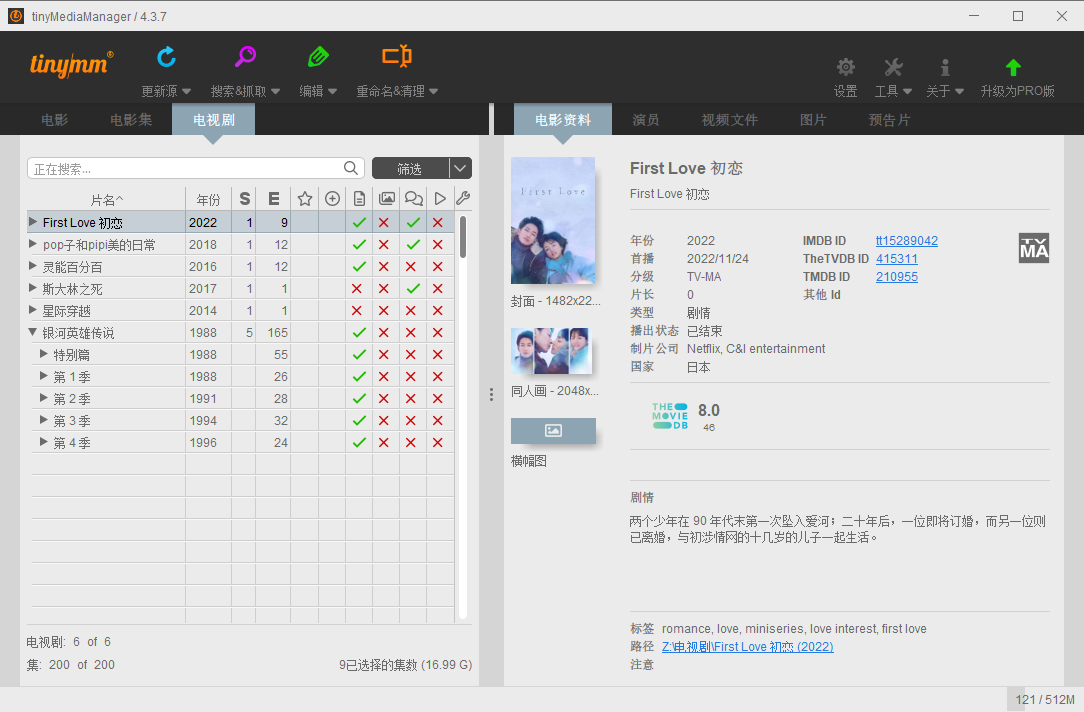 tinyMediaManager / 4.3.7
tinymm®
更新源
搜索&抓取
编辑
重命名&清理
设置
工具
关于
升级为PRO版
电影
电影集
电视剧
电影资料
演员
视频文件
图片
预告片
正在搜索...
筛选
片名^ 年份 S E
First Love 初恋 2022 1 9
pop子和pipi美的日常 2018 1 12
灵能百分百 2016 1 12
斯大林之死 2017 1 1
星际穿越 2014 1 1
银河英雄传说 1988 5 165
特别篇 1988 55
第 1 季 1988 26
第 2 季 1991 28
第 3 季 1994 32
第 4 季 1996 24
电视剧: 6 of 6
集: 200 of 200
9已选择的集数 (16.99 G)
First Love
封面 - 1482x22...
同人画 - 2048x...
横幅图
First Love 初恋
First Love 初恋
年份 2022
首播 2022/11/24
分级 TV-MA
片长 0
类型 剧情
播出状态 已结束
制片公司 Netflix, C&I entertainment
国家 日本
IMDB ID tt15289042
TheTVDB ID 415311
TMDB ID 210955
其他 Id
TV
MA
THE
MOVIE
DB
8.0
46
剧情
两个少年在 90 年代末第一次坠入爱河；二十年后，一位即将订婚，而另一位则
已离婚，与初涉情网的十几岁的儿子一起生活。
标签 romance, love, miniseries, love interest, first love
路径 Z:\电视剧\First Love 初恋 (2022)
注意
121 / 512M